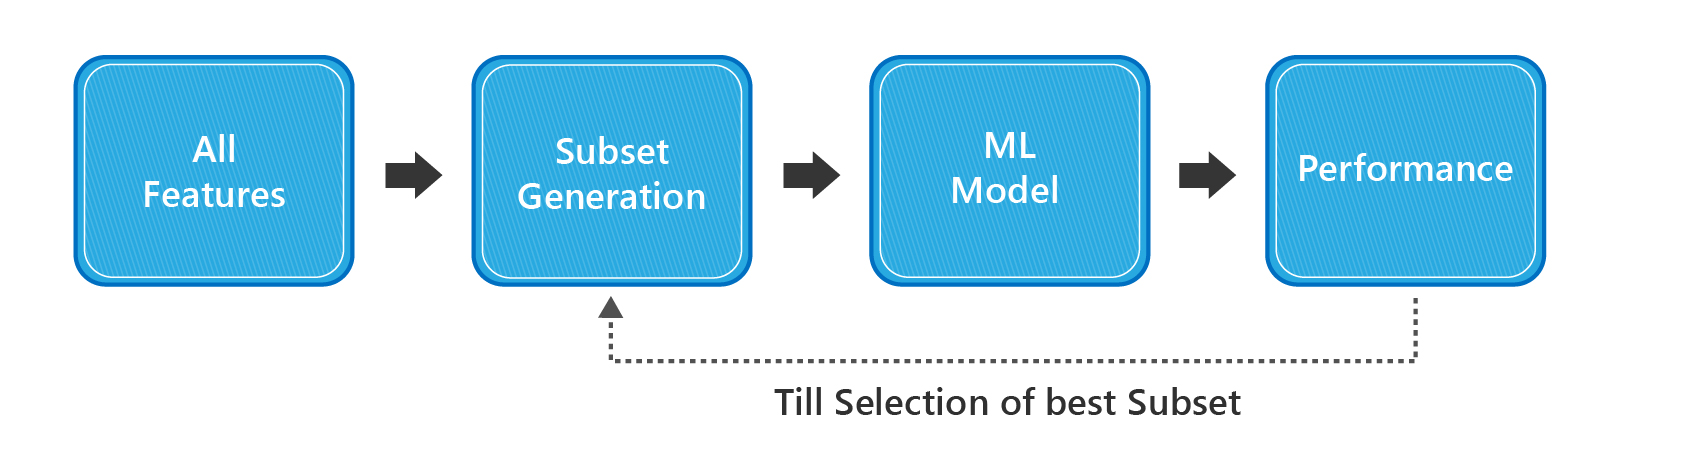 All
Features
Subset
Generation
ML
Model
Performance
Till Selection of best Subset